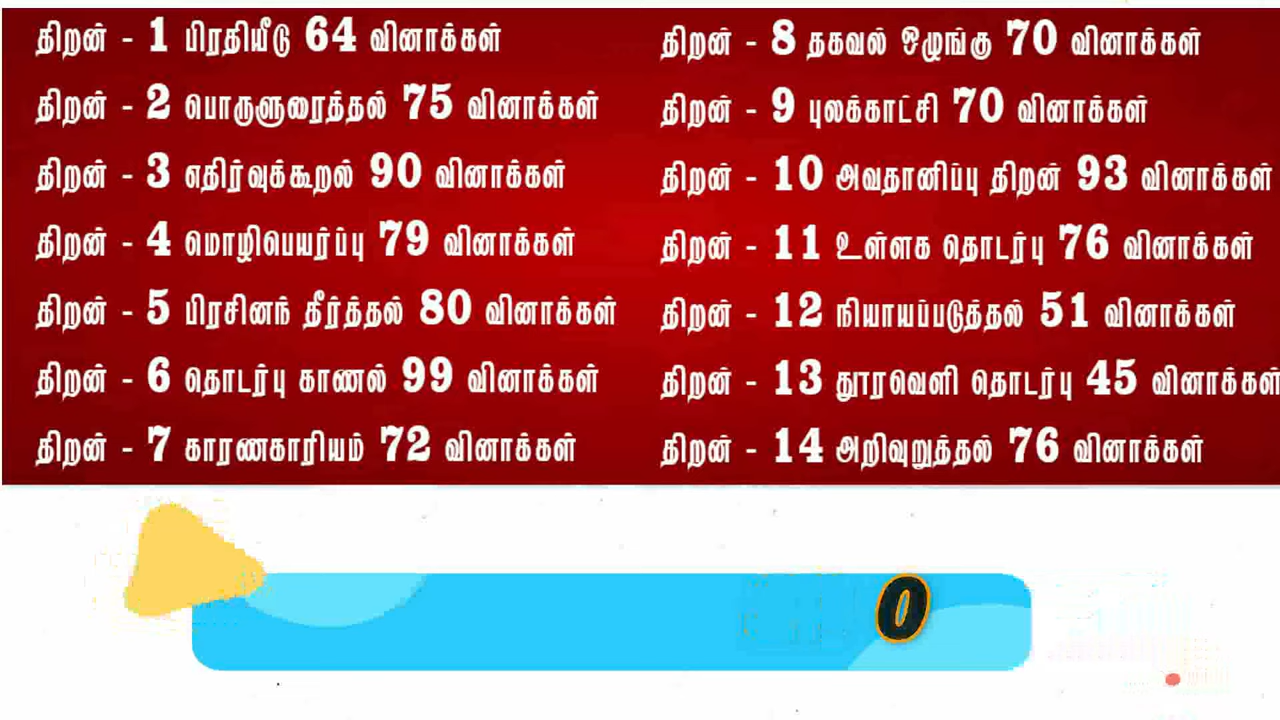 திறன் - 1 பிரதியீடு 64 வினாக்கள்
திறன் - 2 பொருளுரைத்தல் 75 வினாக்கள்
திறன் - 3 எதிர்வுக்கூறல் 90 வினாக்கள்
திறன் - 4 மொழிபெயர்ப்பு 79 வினாக்கள்
திறன் - 5 பிரசினந் தீர்த்தல் 80 வினாக்கள்
திறன் - 6 தொடர்பு காணல் 99 வினாக்கள்
திறன் - 7 காரணகாரியம் 72 வினாக்கள்
திறன் - 8 தகவல் ஒழுங்கு 70 வினாக்கள்
திறன் - 9 புலக்காட்சி 70 வினாக்கள்
திறன் - 10 அவதானிப்பு திறன் 93 வினாக்கள்
திறன் - 11 உள்ளக தொடர்பு 76 வினாக்கள்
திறன் - 12 நியாயப்படுத்தல் 51 வினாக்கள்
திறன் - 13 தூரவெளி தொடர்பு 45 வினாக்கள்
திறன் - 14 அறிவுறுத்தல் 76 வினாக்கள்
0